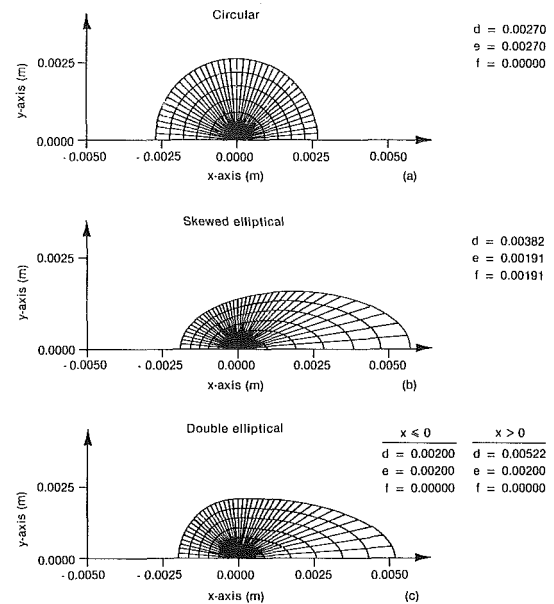 Circular
d = 0.00270
e = 0.00270
f = 0.00000
y-axis (m)
0.0025
0.0000
- 0.0050
- 0.0025
0.0000
0.0025
0.0050
x-axis (m)
(a)
Skewed elliptical
d = 0.00382
e = 0.00191
f = 0.00191
y-axis (m)
0.0025
0.0000
- 0.0050
- 0.0025
0.0000
0.0025
0.0050
x-axis (m)
(b)
Double elliptical
x ⩽ 0
x > 0
d = 0.00200
d = 0.00522
e = 0.00200
e = 0.00200
f = 0.00000
f = 0.00000
y-axis (m)
0.0025
0.0000
- 0.0050
- 0.0025
0.0000
0.0025
0.0050
x-axis (m)
(c)